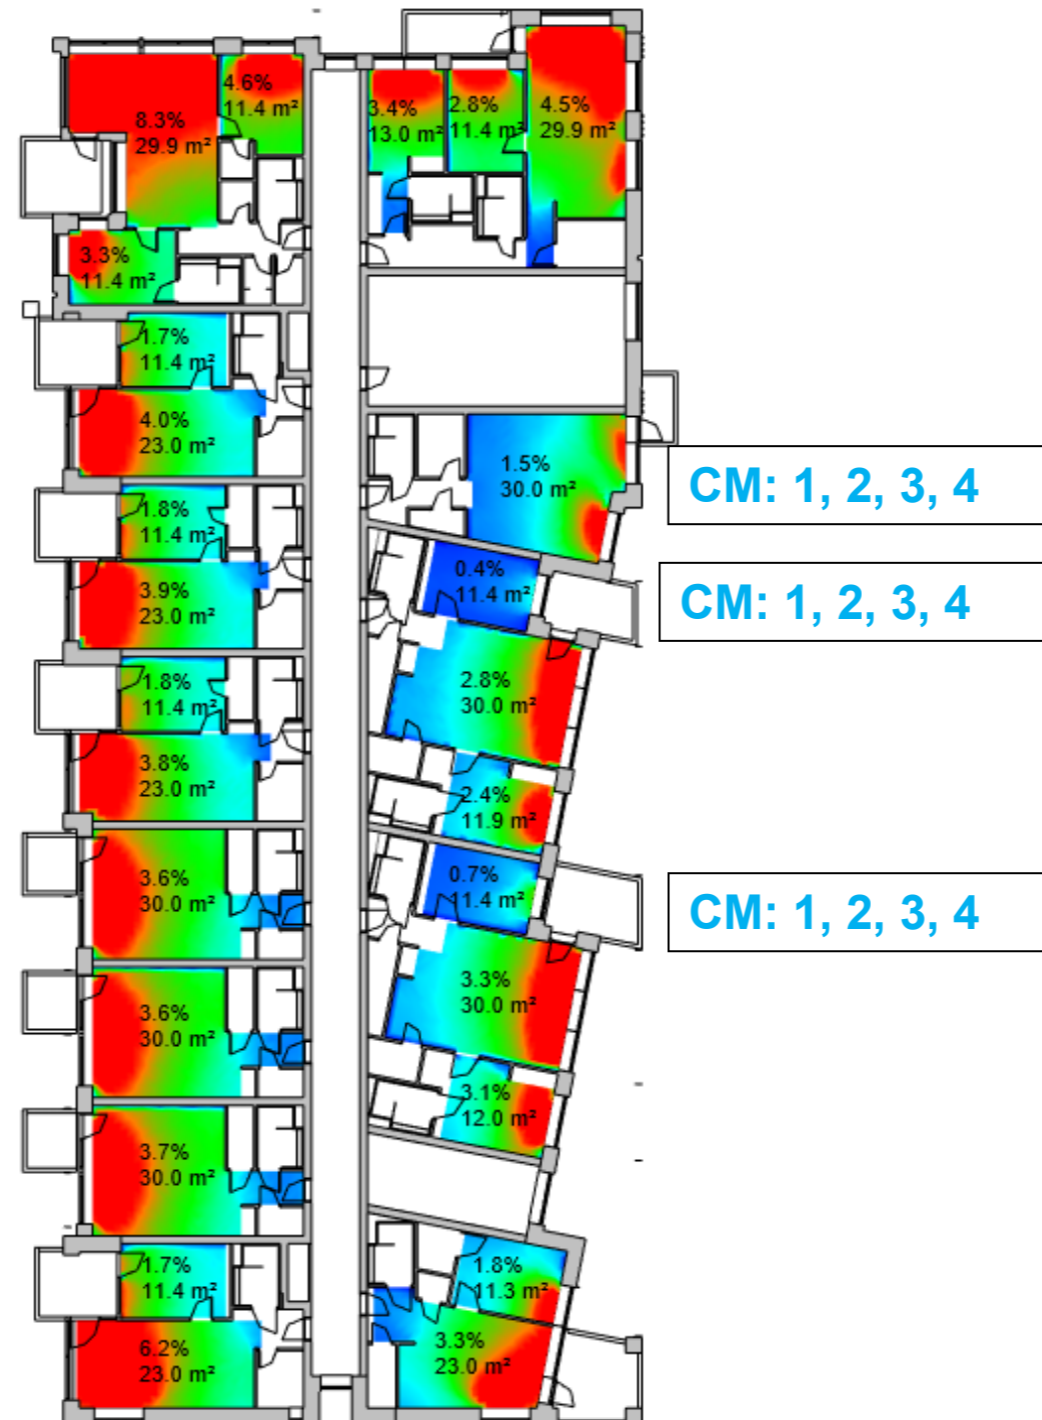 4.6%
11.4 m²
8.3%
29.9 m²
3.4%
13.0 m²
2.8%
11.4 m²
4.5%
29.9 m²
3.3%
11.4 m²
1.7%
11.4 m²
4.0%
23.0 m²
1.5%
30.0 m²
CM: 1, 2, 3, 4
1.8%
11.4 m²
3.9%
23.0 m²
0.4%
11.4 m²
CM: 1, 2, 3, 4
1.8%
11.4 m²
2.8%
30.0 m²
3.8%
23.0 m²
2.4%
11.9 m²
3.6%
30.0 m²
0.7%
11.4 m²
CM: 1, 2, 3, 4
3.6%
30.0 m²
3.3%
30.0 m²
3.1%
12.0 m²
3.7%
30.0 m²
1.7%
11.4 m²
1.8%
11.3 m²
6.2%
23.0 m²
3.3%
23.0 m²